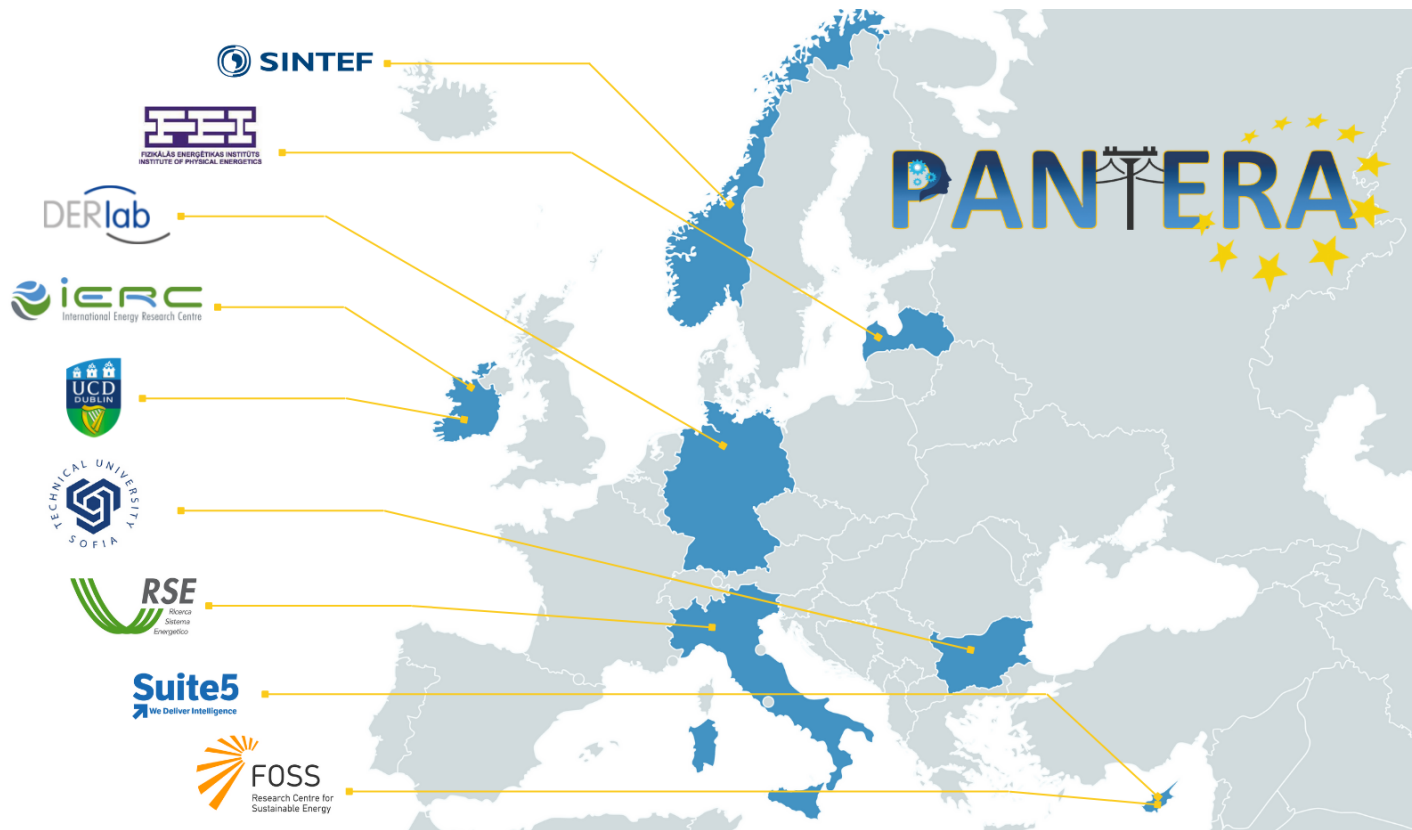 SINTEF
FEI
FIZIKĀLĀS ENERĢĒTIKAS INSTITŪTS
INSTITUTE OF PHYSICAL ENERGETICS
PANTERA
DERlab
iERC
International Energy Research Centre
UCD
DUBLIN
TECHNICAL UNIVERSITY
SOFIA
RSE
Ricerca
Sistema
Energetico
Suite5
We Deliver Intelligence
FOSS
Research Centre for
Sustainable Energy